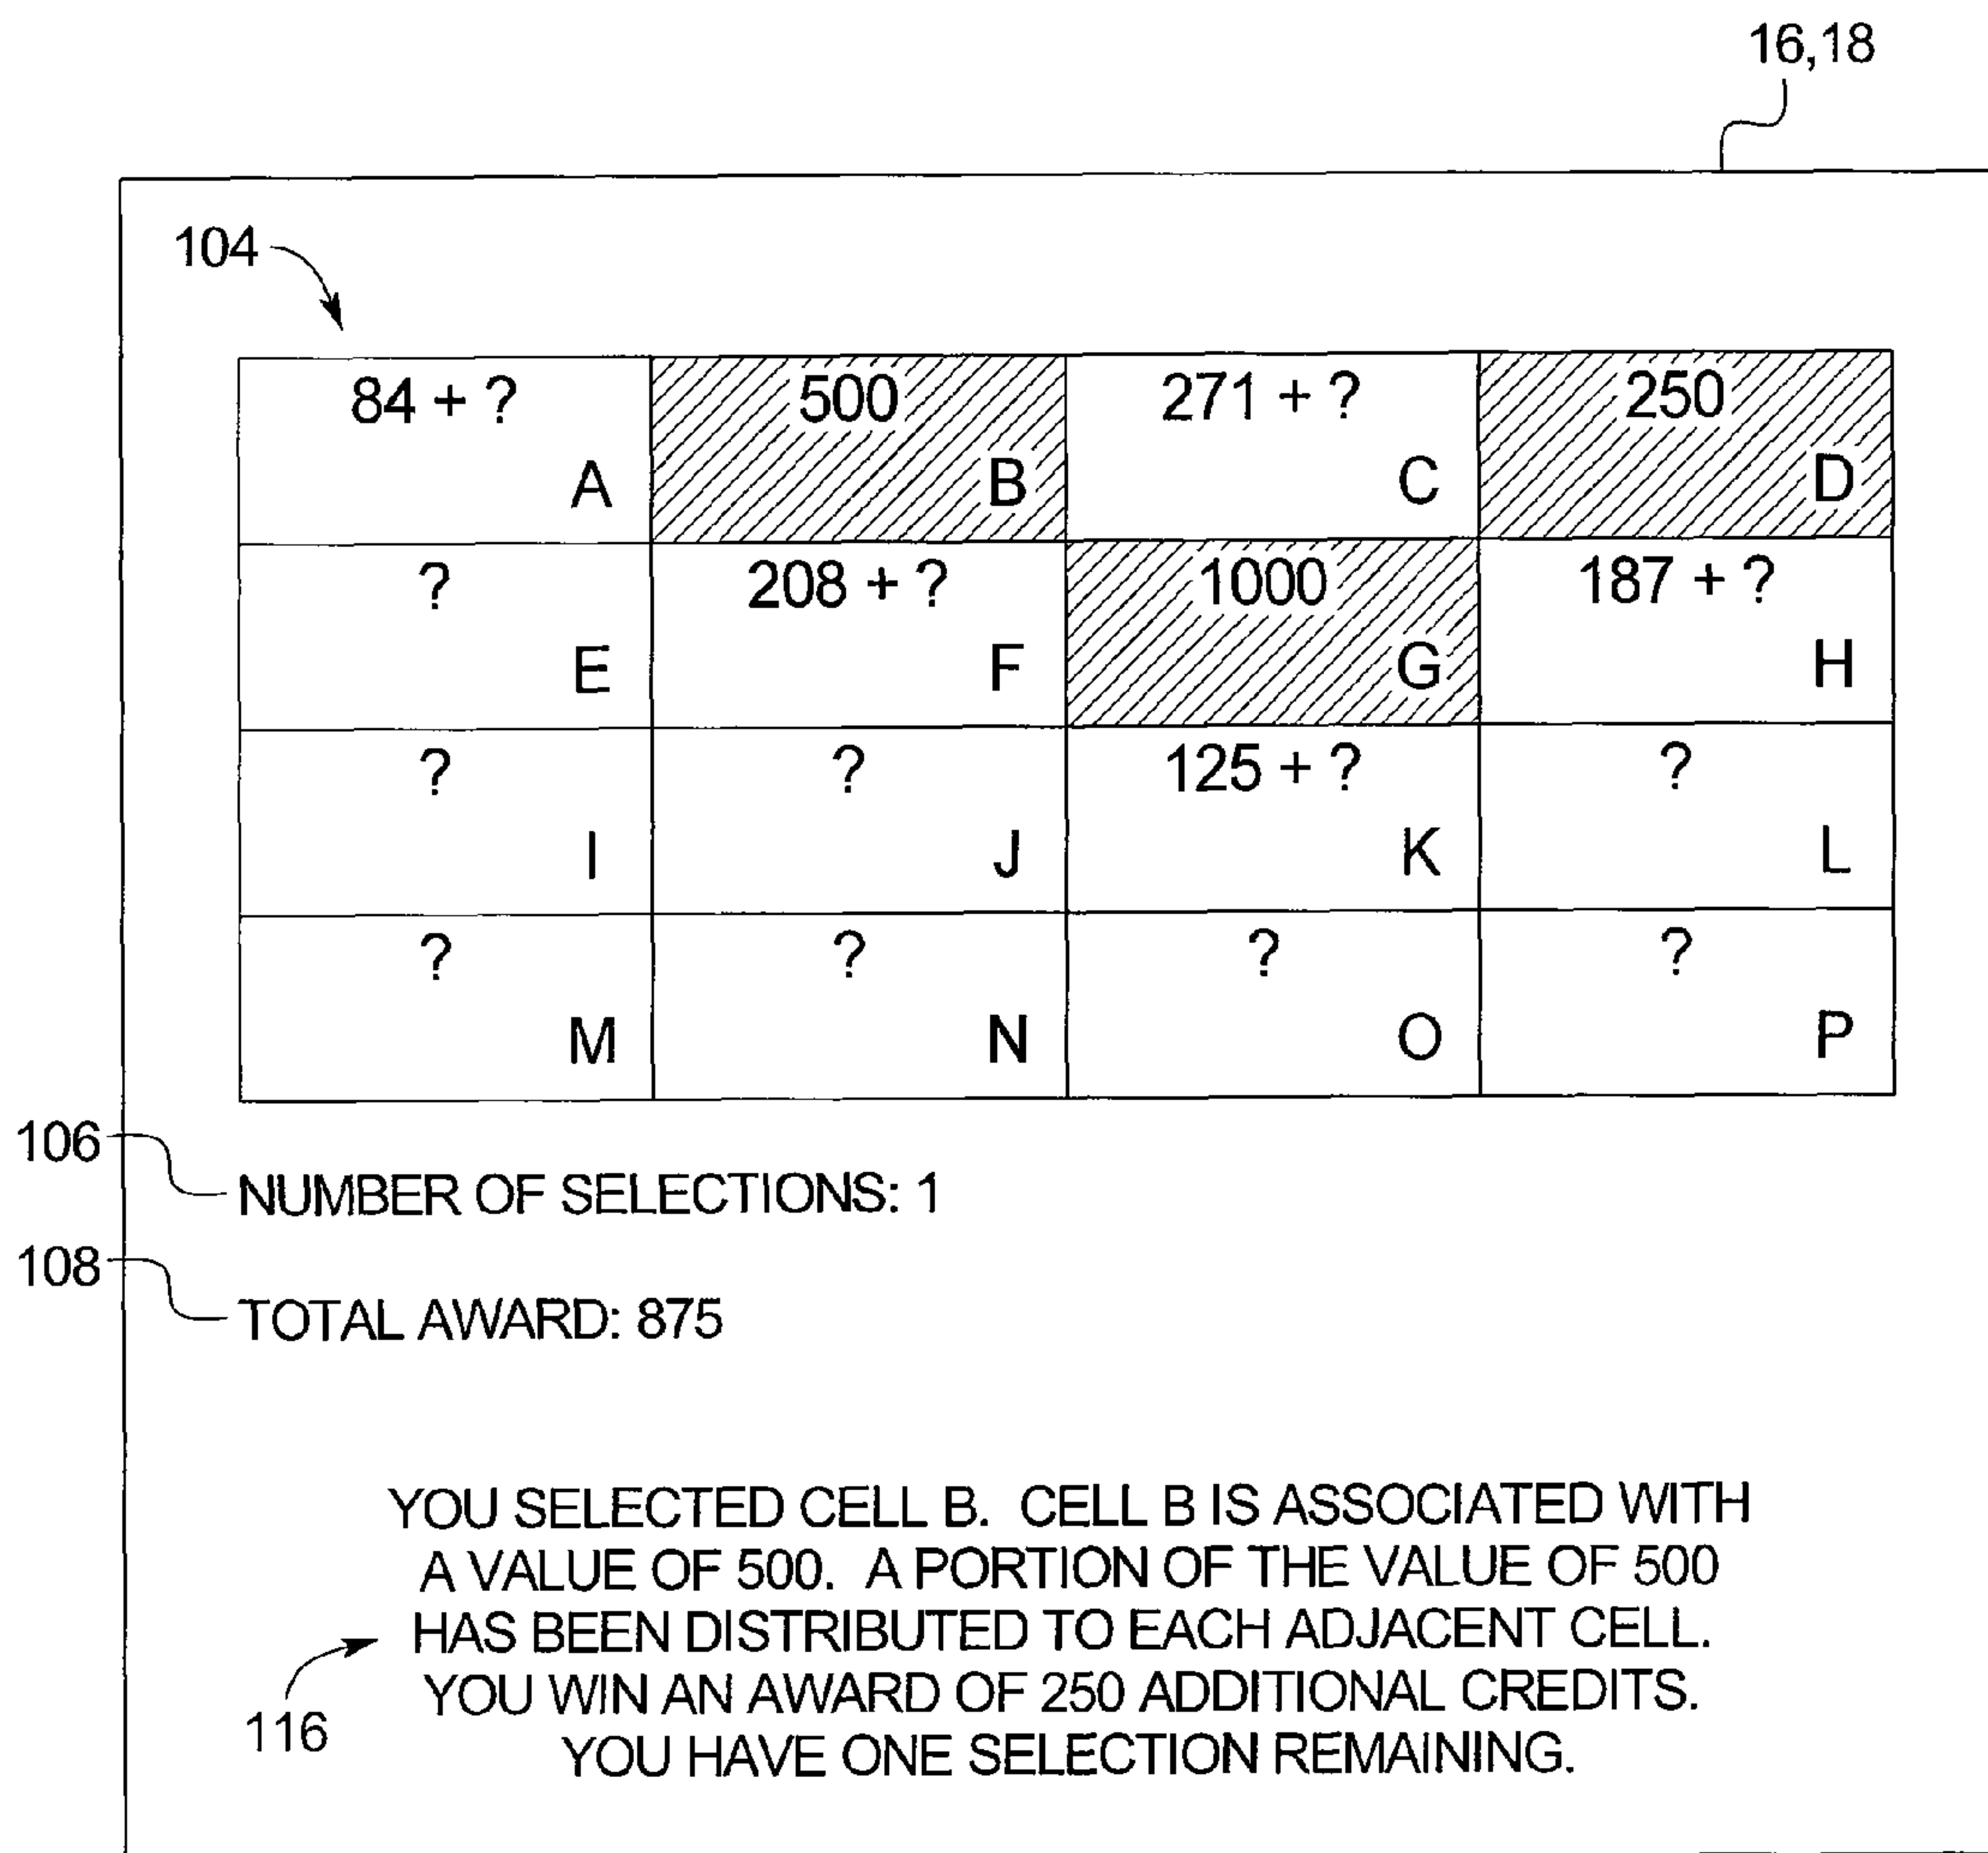 16,18
104
84 + ? 500 271 + ? 250
A B C D
? 208 + ? 1000 187 + ?
E F G H
? ? 125 + ? ?
I J K L
? ? ? ?
M N O P
106
NUMBER OF SELECTIONS: 1
108
TOTAL AWARD: 875
YOU SELECTED CELL B. CELL B IS ASSOCIATED WITH
A VALUE OF 500. A PORTION OF THE VALUE OF 500
HAS BEEN DISTRIBUTED TO EACH ADJACENT CELL.
YOU WIN AN AWARD OF 250 ADDITIONAL CREDITS.
YOU HAVE ONE SELECTION REMAINING.
116